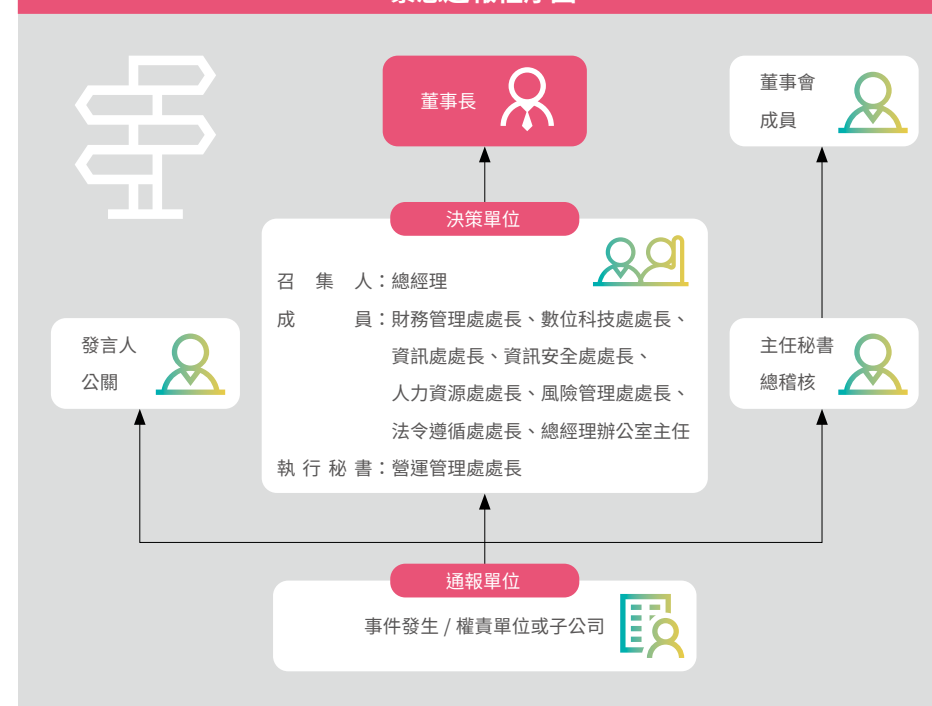 董事長
董事會
成員
決策單位
召集人：總經理
成員：財務管理處處長、數位科技處處長、
資訊處處長、資訊安全處處長、
人力資源處處長、風險管理處處長、
法令遵循處處長、總經理辦公室主任
執行秘書：營運管理處處長
發言人
公關
主任秘書
總稽核
通報單位
事件發生 / 權責單位或子公司